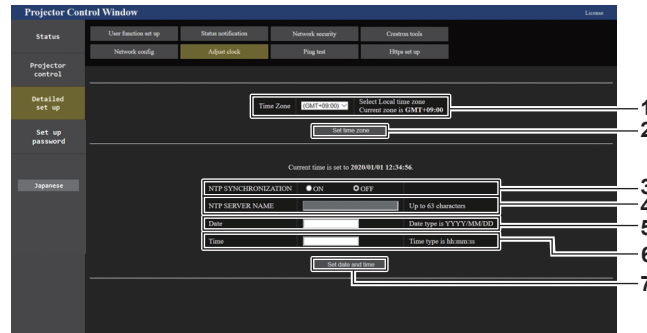 Projector Control Window
License
Status
User function set up
Status notification
Network security
Crestron tools
Network config
Adjust clock
Ping test
Https set up
Projector
control
Detailed
set up
Set up
password
Japanese
Time Zone
(GMT+09:00)
Select Local time zone
Current zone is GMT+09:00
1
Set time zone
2
Current time is set to 2020/01/01 12:34:56.
NTP SYNCHRONIZATION ON OFF
3
NTP SERVER NAME Up to 63 characters
4
Date Date type is YYYY/MM/DD
5
Time Time type is hh:mm:ss
6
Set date and time
7